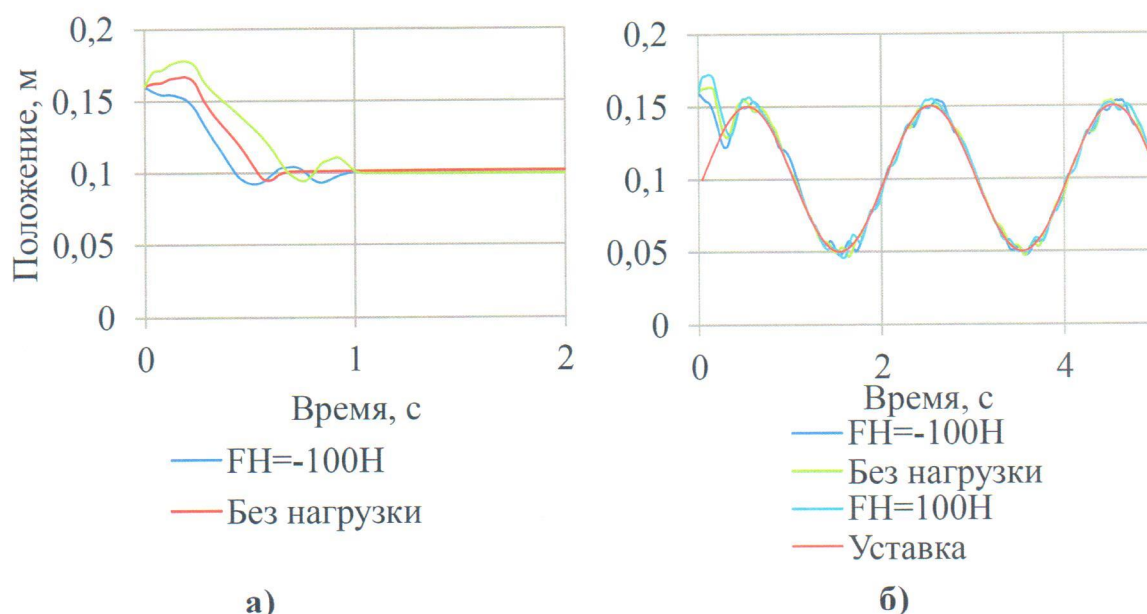 0,2
0,15
0,1
0,05
0
Положение, м
0
1
2
Время, с
FH=-100H
Без нагрузки
а)
0,2
0,15
0,1
0,05
0
0
2
4
Время, с
FH=-100H
Без нагрузки
FH=100H
Уставка
б)